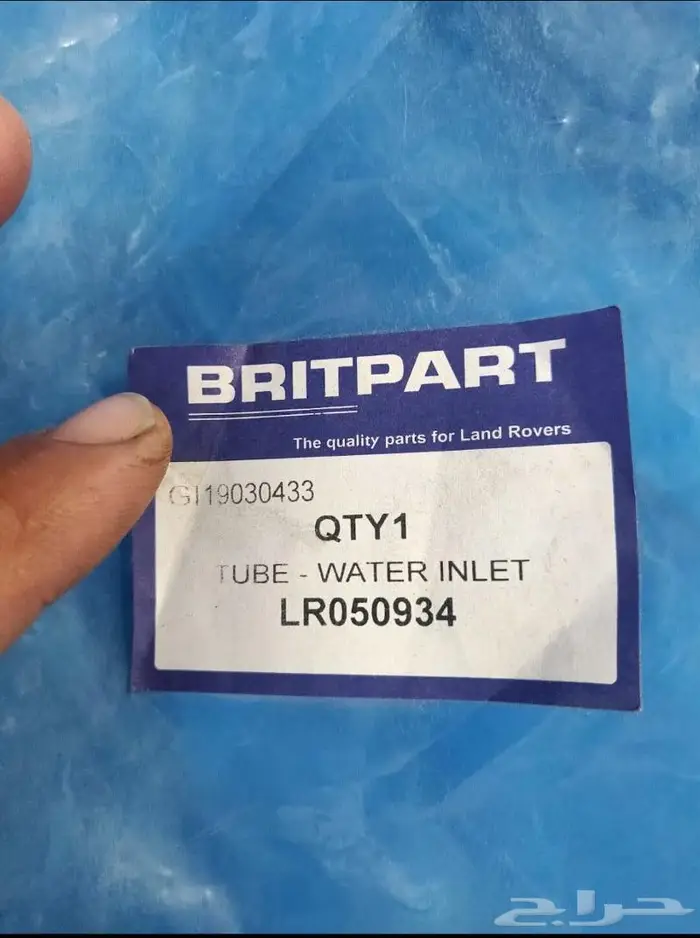 BRITPART
The quality parts for Land Rovers
GI19030433
QTY1
TUBE - WATER INLET
LR050934
حراج